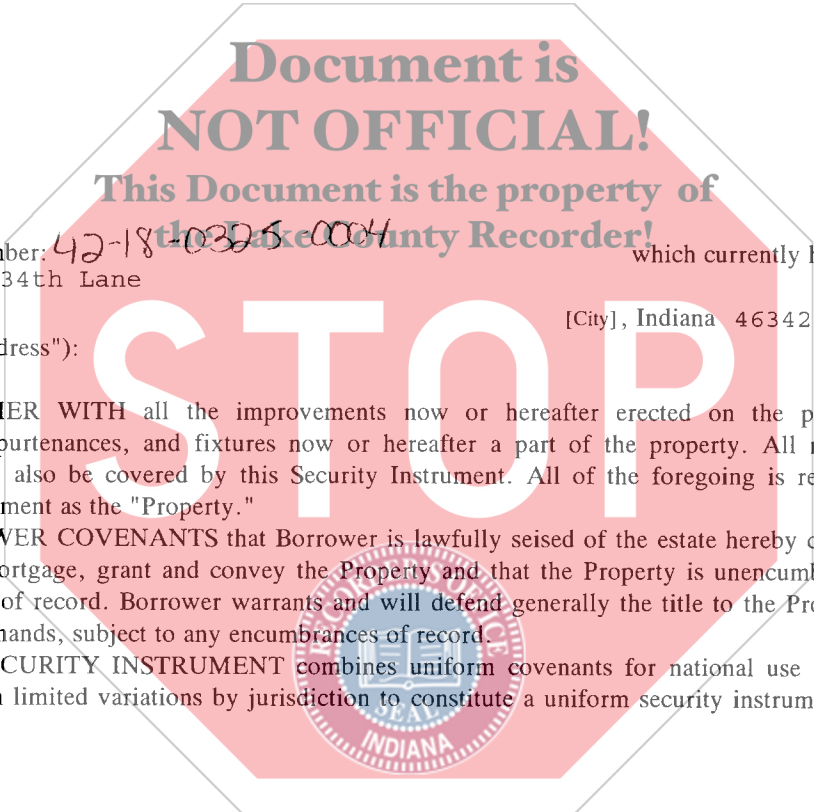 Document is
NOT OFFICIAL!
This Document is the property of
the Lake County Recorder!
ber: 42-18-0325-0004 which currently h
34th Lane
[City], Indiana 46342
dress"):
STOP
ER WITH all the improvements now or hereafter erected on the p
purtenances, and fixtures now or hereafter a part of the property. All r
also be covered by this Security Instrument. All of the foregoing is re
ment as the "Property."
WER COVENANTS that Borrower is lawfully seised of the estate hereby c
ortgage, grant and convey the Property and that the Property is unencumb
of record. Borrower warrants and will defend generally the title to the Pro
nands, subject to any encumbrances of record.
CURITY INSTRUMENT combines uniform covenants for national use
limited variations by jurisdiction to constitute a uniform security instrum
RECORDER'S OFFICE
SEAL
INDIANA